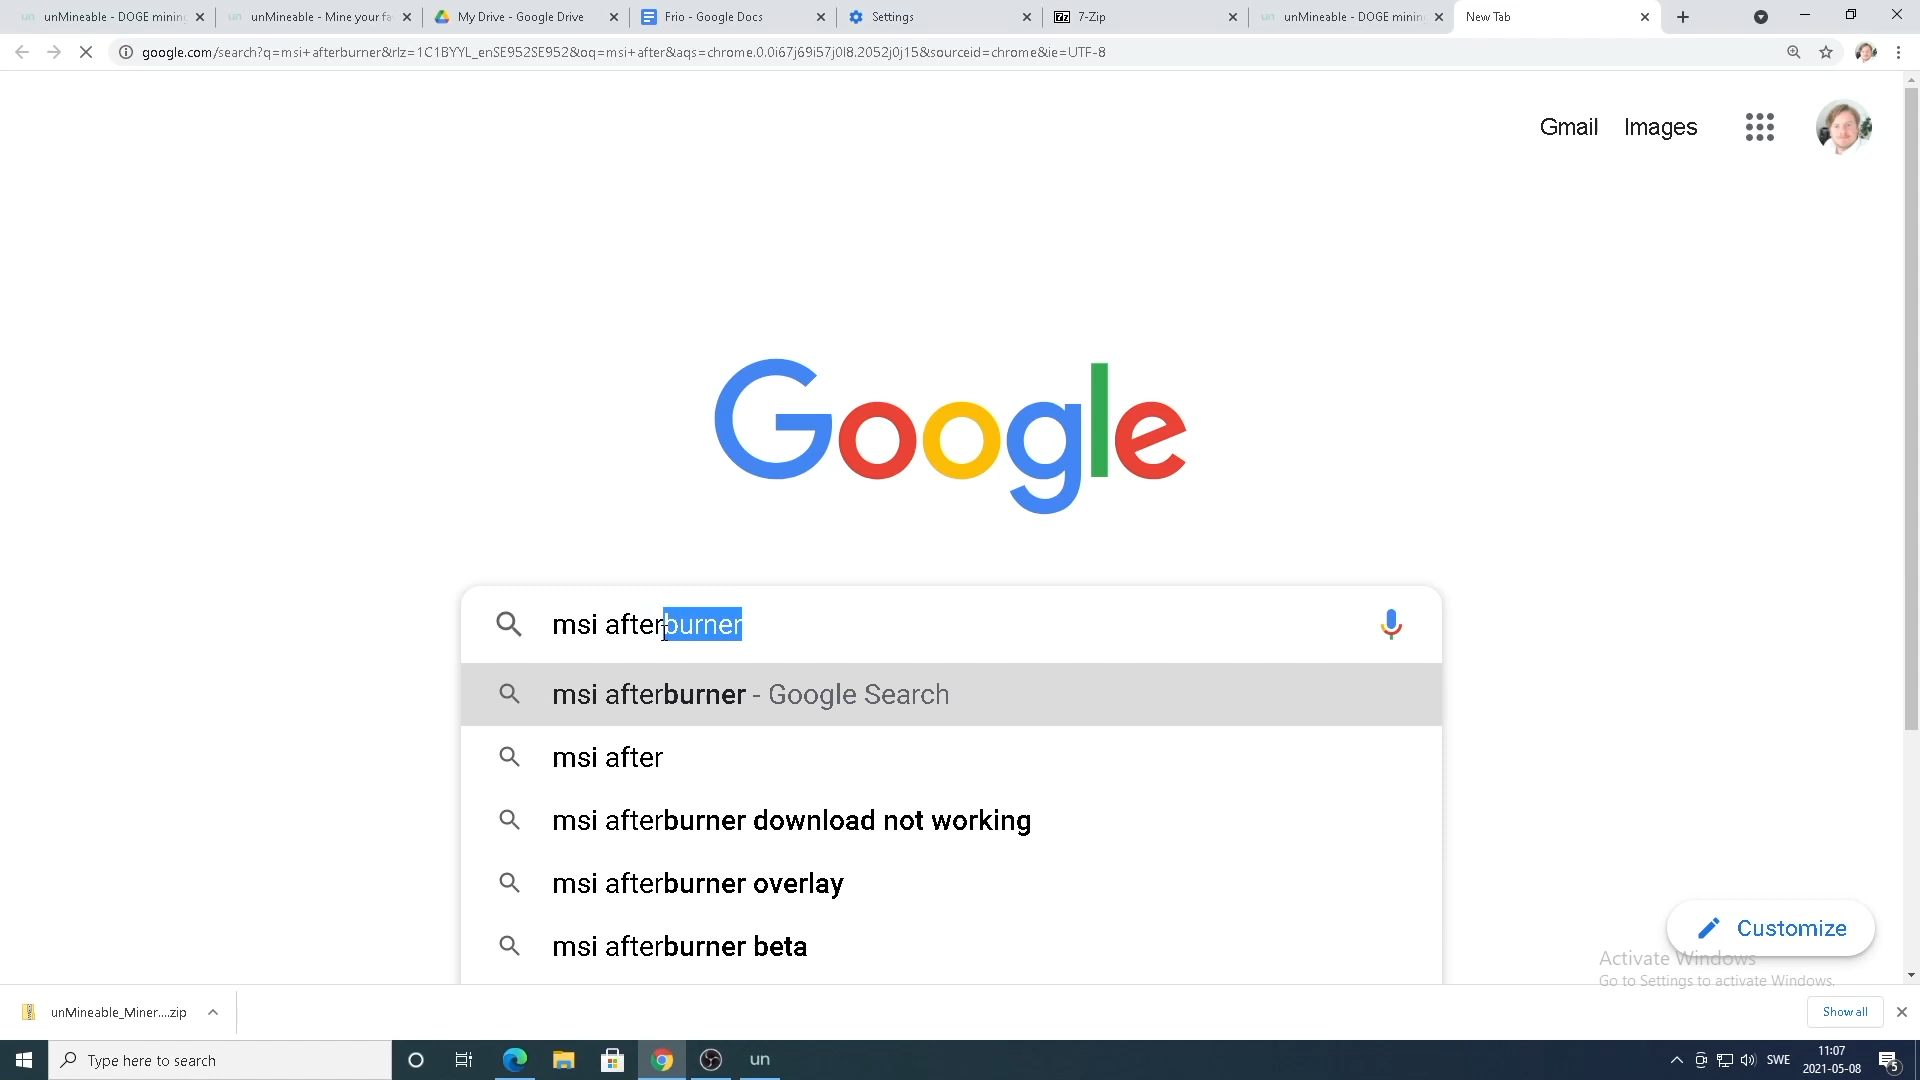 unMineable - DOGE mining
unMineable - Mine your fa
My Drive - Google Drive
Frio - Google Docs
Settings
7z
7-Zip
unMineable - DOGE minin
New Tab
google.com/search?q=msi+afterburner&rlz=1C1BYYL_enSE952SE952&oq=msi+after&aqs=chrome.0.0i67j69i57j0l8.2052j0j15&sourceid=chrome&ie=UTF-8
Gmail
Images
Google
msi afterburner
msi afterburner - Google Search
msi after
msi afterburner download not working
msi afterburner overlay
msi afterburner beta
Customize
Activate Windows
Go to Settings to activate Windows.
unMineable_Miner....zip
Show all
Type here to search
un
SWE
11:07
2021-05-08
5